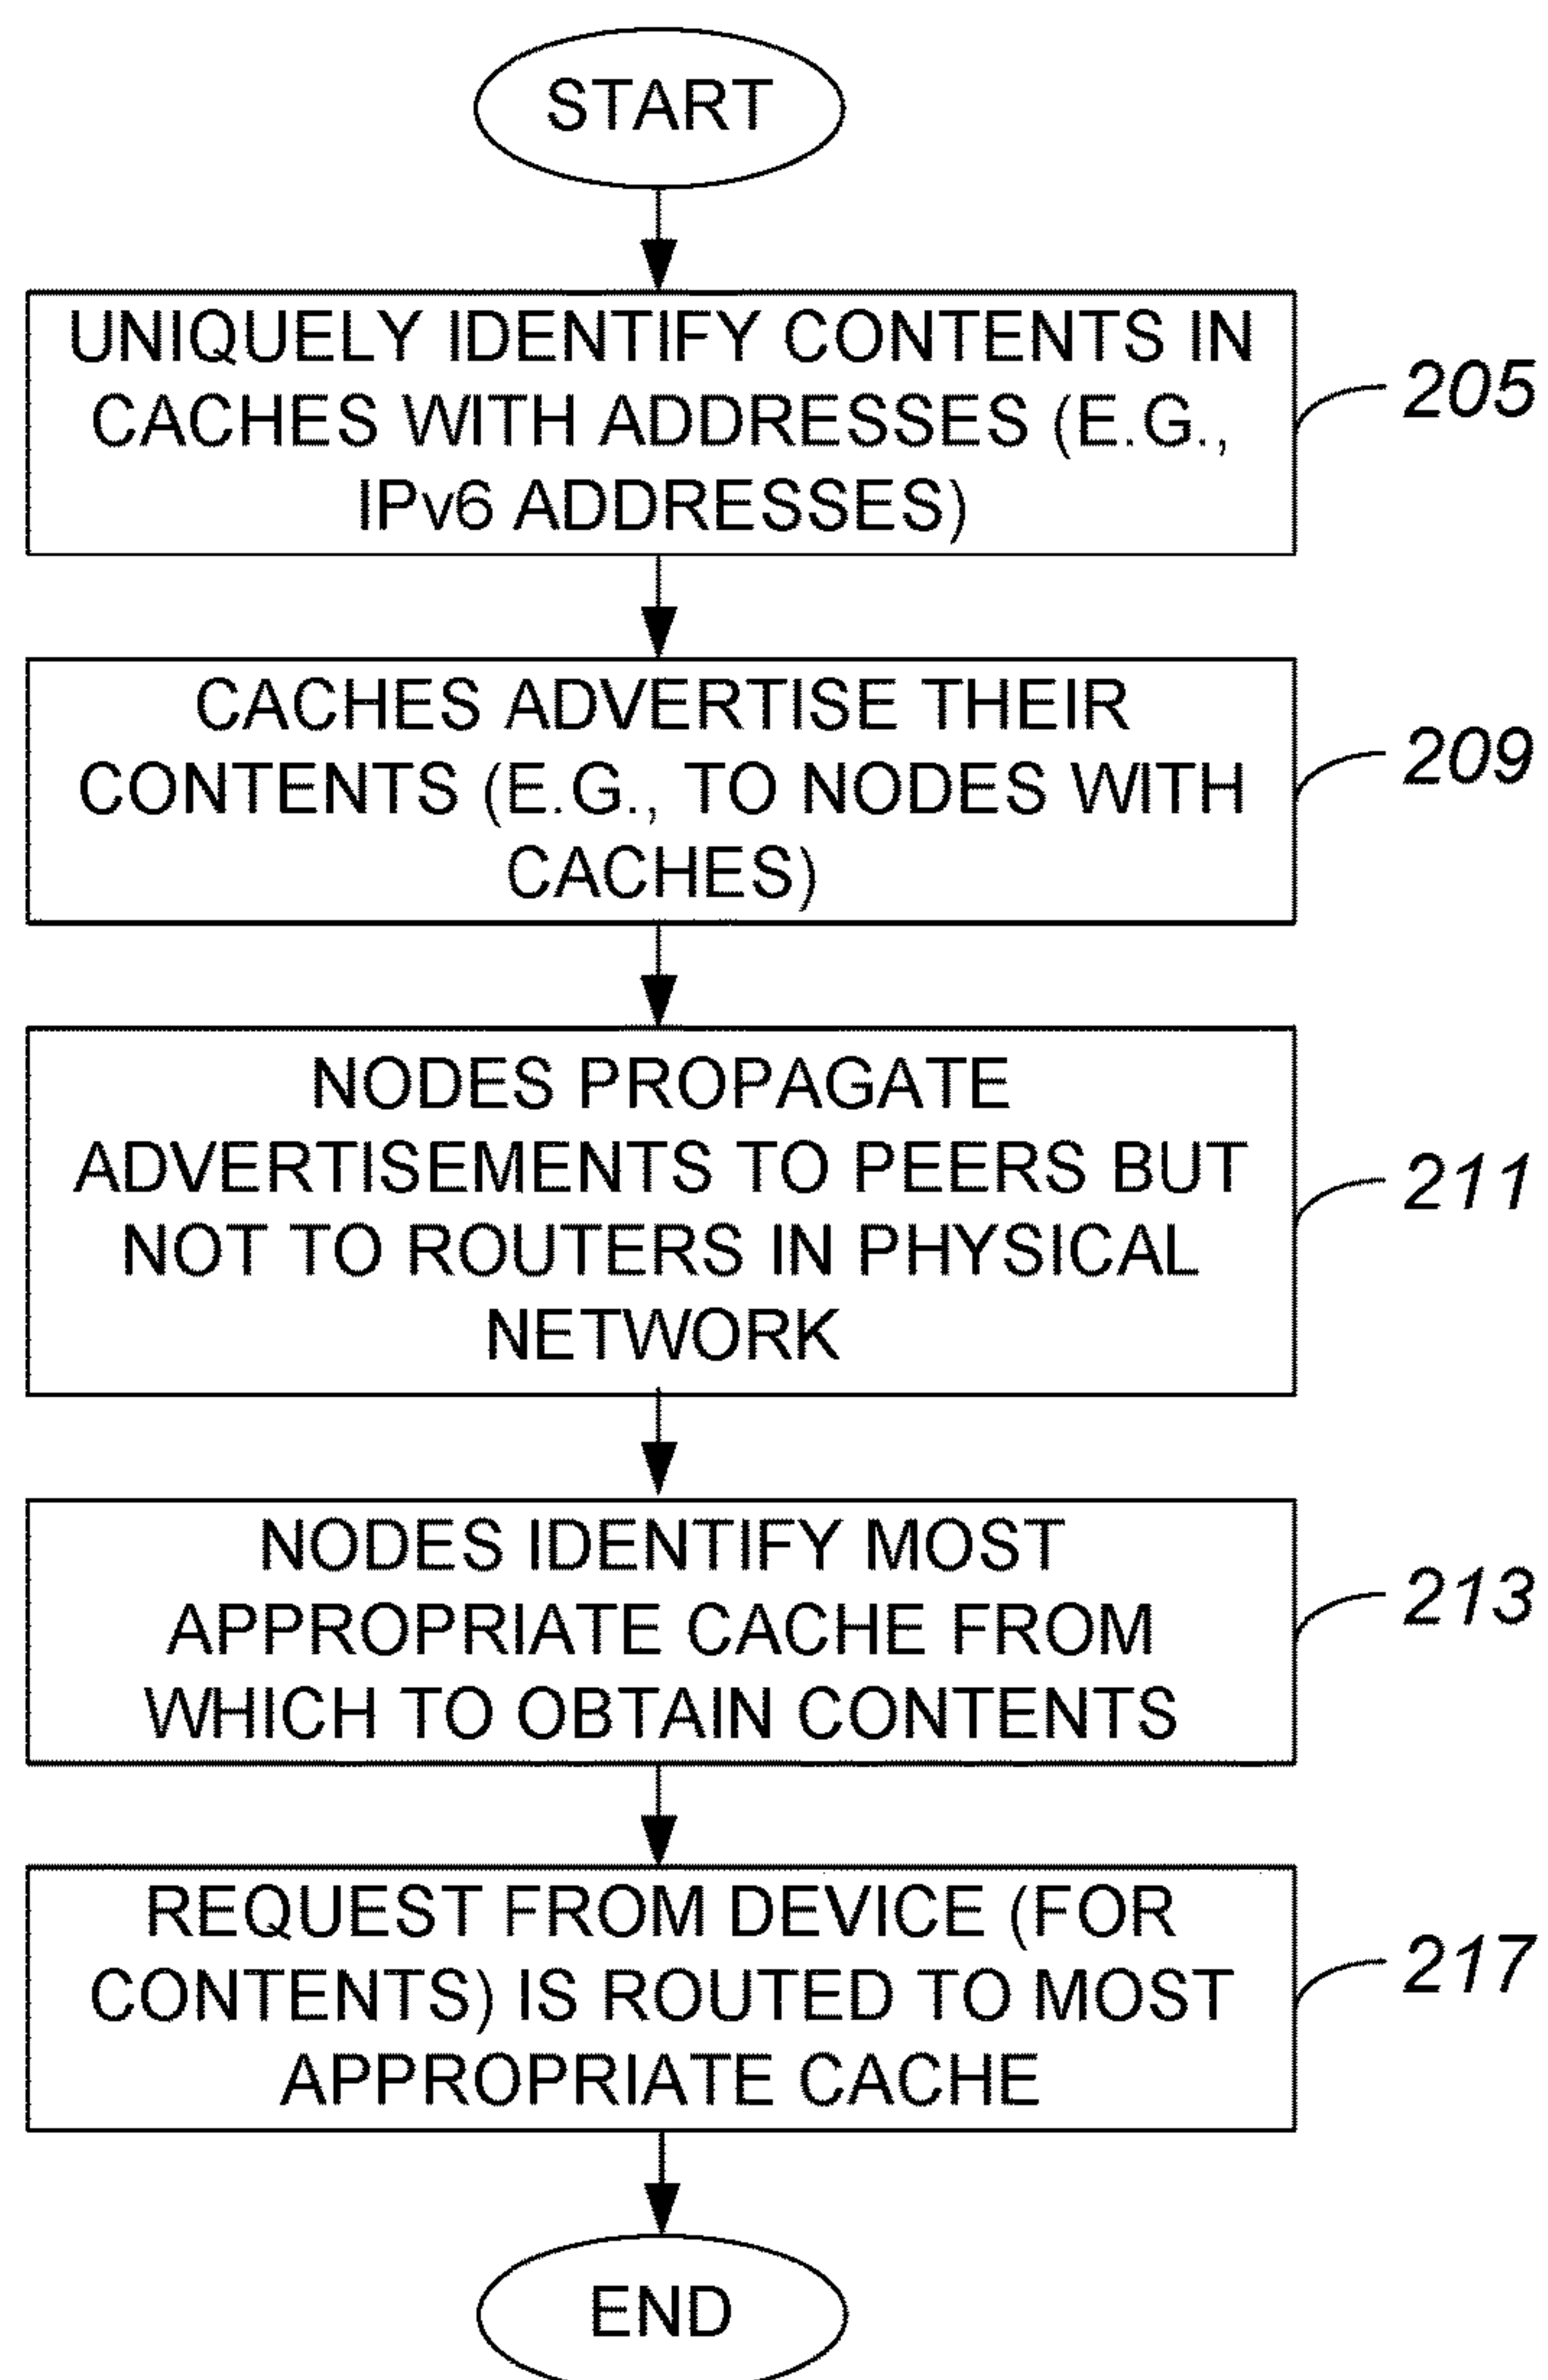 START
UNIQUELY IDENTIFY CONTENTS IN
CACHES WITH ADDRESSES (E.G.,
IPv6 ADDRESSES)
205
CACHES ADVERTISE THEIR
CONTENTS (E.G., TO NODES WITH
CACHES)
209
NODES PROPAGATE
ADVERTISEMENTS TO PEERS BUT
NOT TO ROUTERS IN PHYSICAL
NETWORK
211
NODES IDENTIFY MOST
APPROPRIATE CACHE FROM
WHICH TO OBTAIN CONTENTS
213
REQUEST FROM DEVICE (FOR
CONTENTS) IS ROUTED TO MOST
APPROPRIATE CACHE
217
END